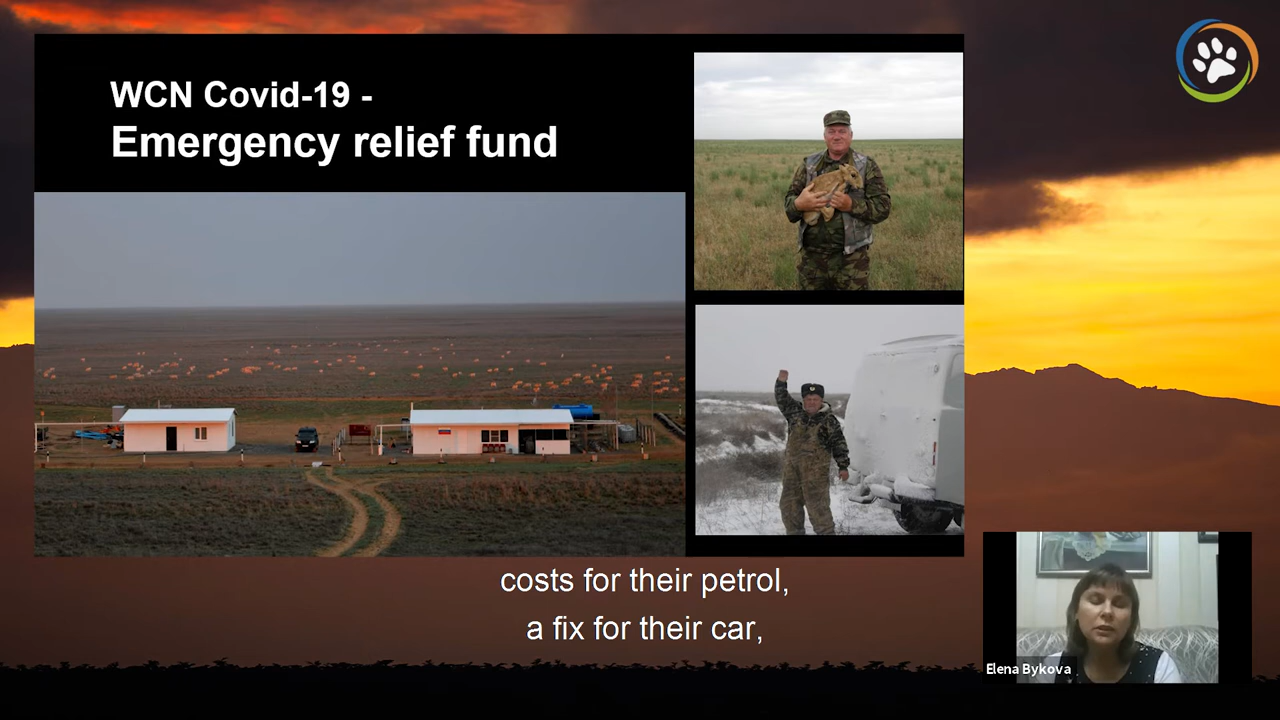 WCN Covid-19 -
Emergency relief fund
costs for their petrol,
a fix for their car,
Elena Bykova